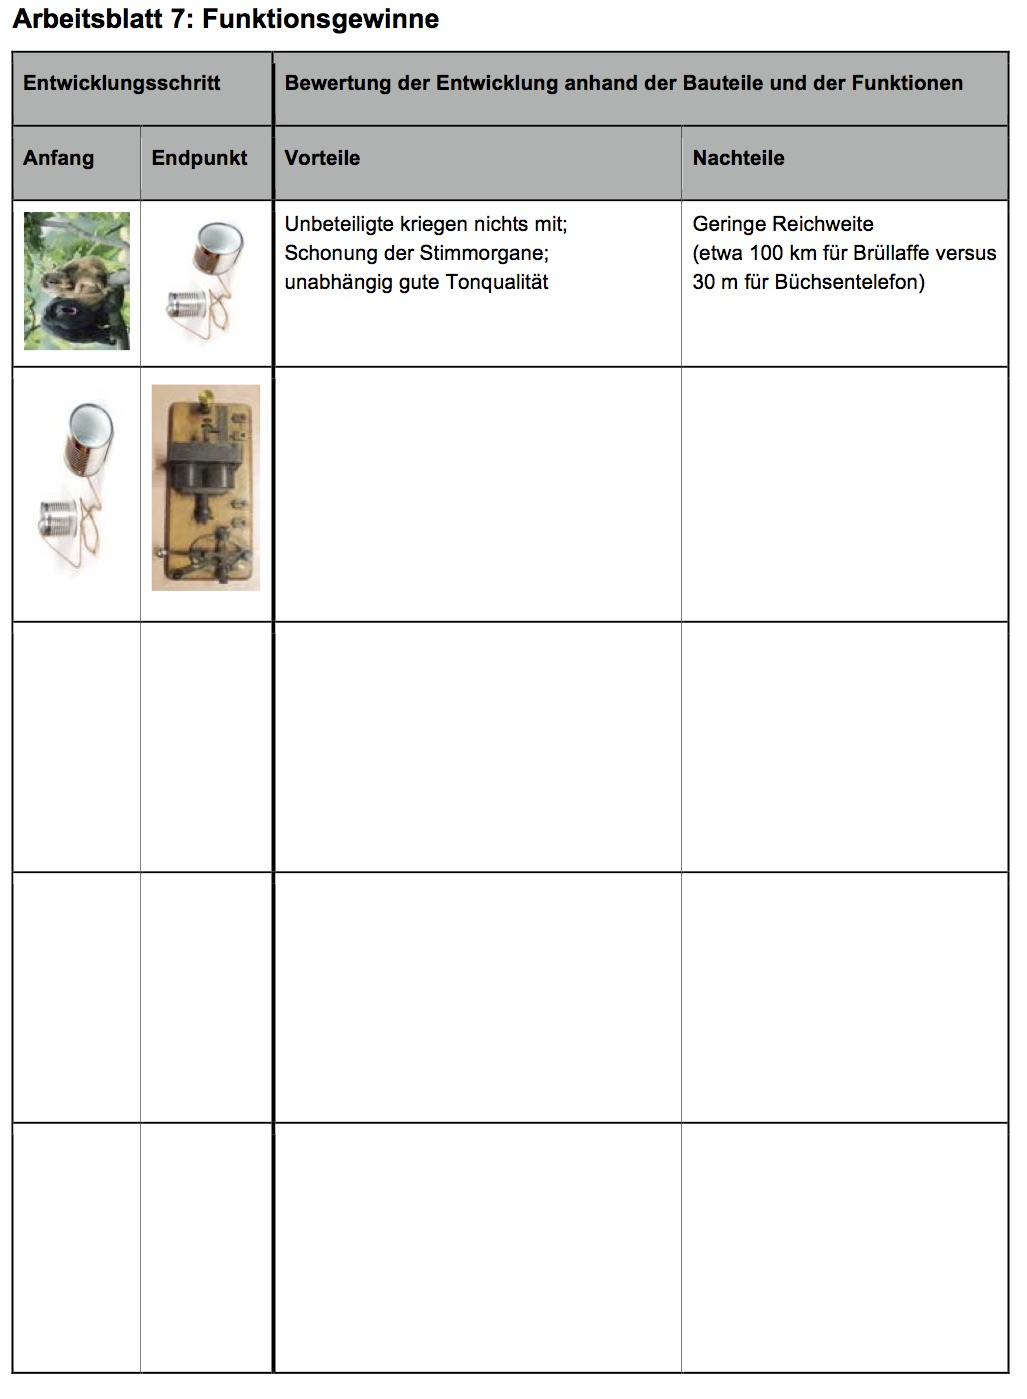 Arbeitsblatt 7: Funktionsgewinne
Entwicklungsschritt
Bewertung der Entwicklung anhand der Bauteile und der Funktionen
Anfang
Endpunkt
Vorteile
Nachteile
Unbeteiligte kriegen nichts mit;
Schonung der Stimmorgane;
unabhängig gute Tonqualität
Geringe Reichweite
(etwa 100 km für Brüllaffe versus
30 m für Büchsentelefon)